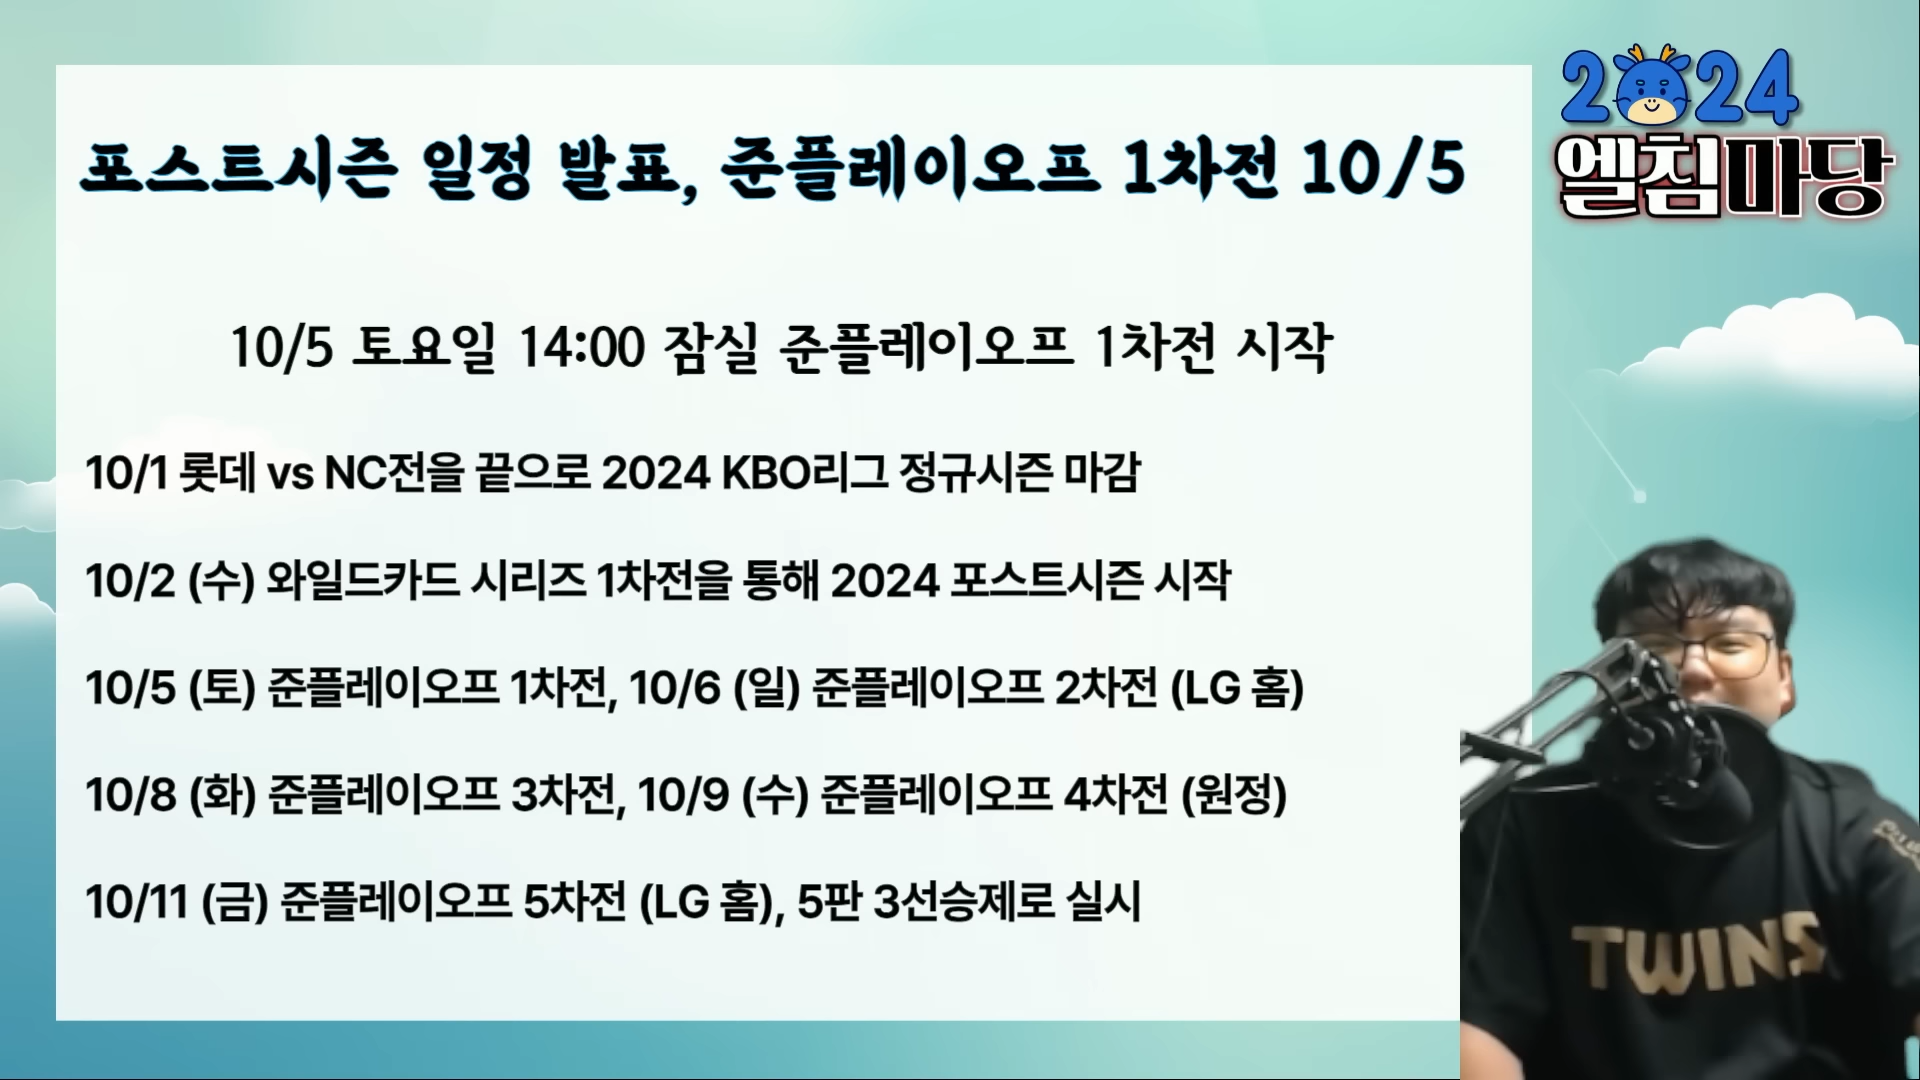 2024
엘침마당
포스트시즌 일정 발표, 준플레이오프 1차전 10/5
10/5 토요일 14:00 잠실 준플레이오프 1차전 시작
10/1 롯데 vs NC전을 끝으로 2024 KBO리그 정규시즌 마감
10/2 (수) 와일드카드 시리즈 1차전을 통해 2024 포스트시즌 시작
10/5 (토) 준플레이오프 1차전, 10/6 (일) 준플레이오프 2차전 (LG 홈)
10/8 (화) 준플레이오프 3차전, 10/9 (수) 준플레이오프 4차전 (원정)
10/11 (금) 준플레이오프 5차전 (LG 홈), 5판 3선승제로 실시
TWINS